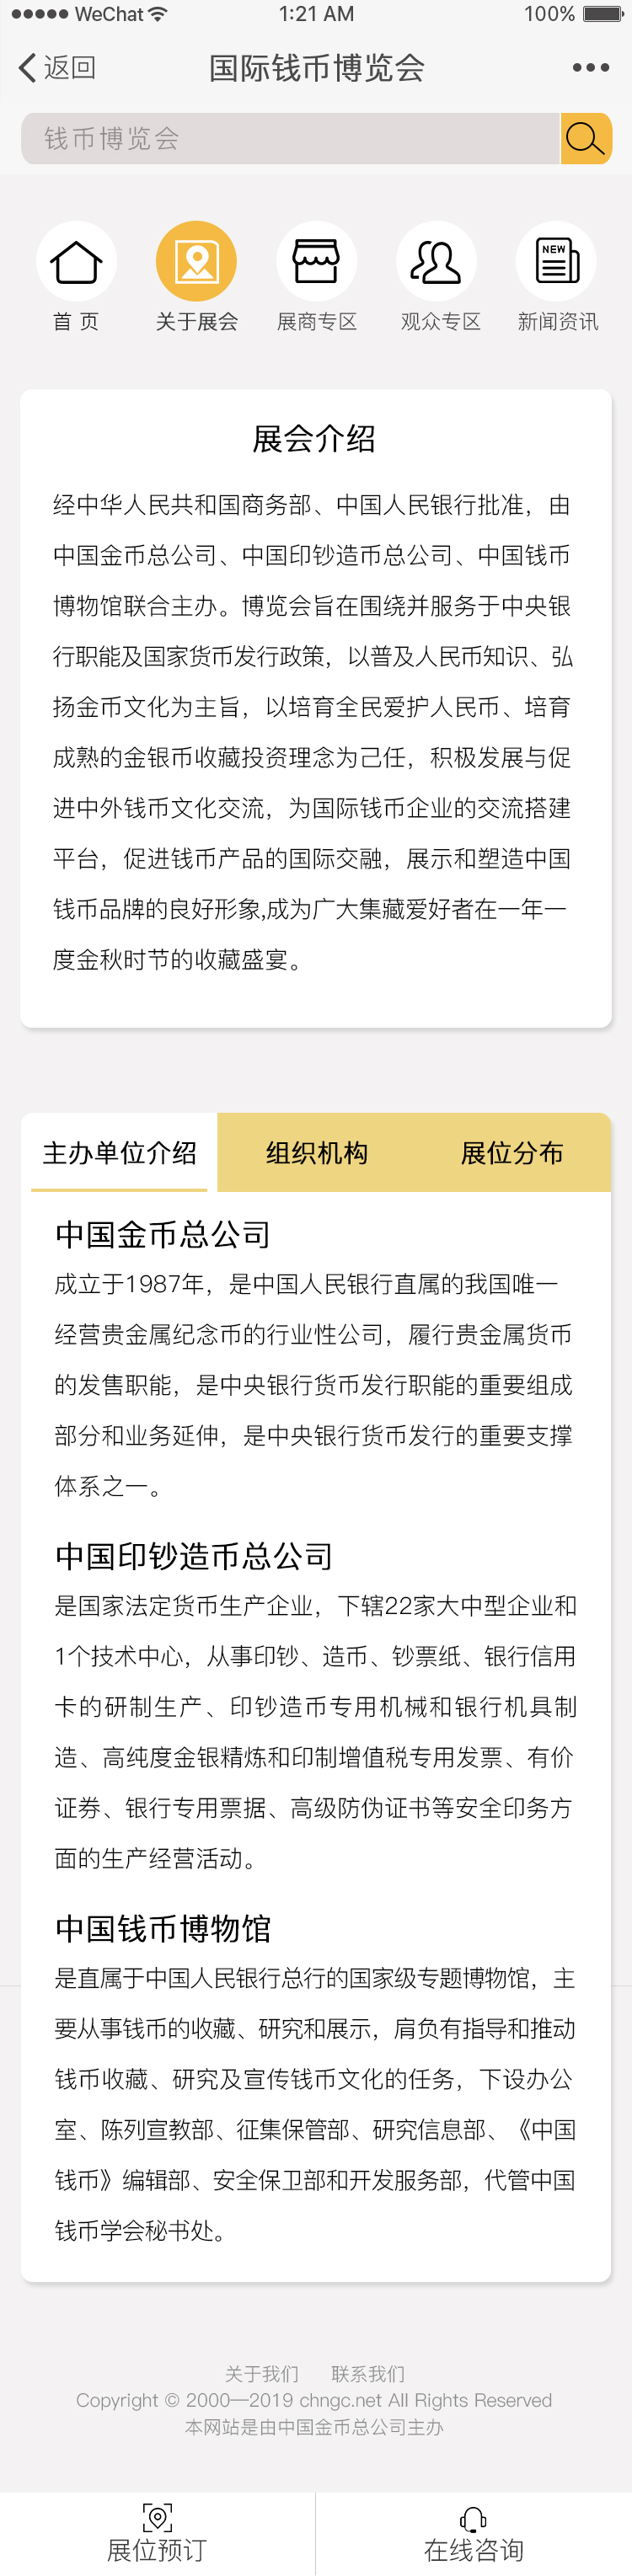 WeChat 1:21 AM 100%
返回 国际钱币博览会
钱币博览会
NEW
首 页 关于展会 展商专区 观众专区 新闻资讯
展会介绍
经中华人民共和国商务部、中国人民银行批准，由
中国金币总公司、中国印钞造币总公司、中国钱币
博物馆联合主办。博览会旨在围绕并服务于中央银
行职能及国家货币发行政策，以普及人民币知识、弘
扬金币文化为主旨，以培育全民爱护人民币、培育
成熟的金银币收藏投资理念为己任，积极发展与促
进中外钱币文化交流，为国际钱币企业的交流搭建
平台，促进钱币产品的国际交融，展示和塑造中国
钱币品牌的良好形象,成为广大集藏爱好者在一年一
度金秋时节的收藏盛宴。
主办单位介绍 组织机构 展位分布
中国金币总公司
成立于1987年，是中国人民银行直属的我国唯一
经营贵金属纪念币的行业性公司，履行贵金属货币
的发售职能，是中央银行货币发行职能的重要组成
部分和业务延伸，是中央银行货币发行的重要支撑
体系之一。
中国印钞造币总公司
是国家法定货币生产企业，下辖22家大中型企业和
1个技术中心，从事印钞、造币、钞票纸、银行信用
卡的研制生产、印钞造币专用机械和银行机具制
造、高纯度金银精炼和印制增值税专用发票、有价
证券、银行专用票据、高级防伪证书等安全印务方
面的生产经营活动。
中国钱币博物馆
是直属于中国人民银行总行的国家级专题博物馆，主
要从事钱币的收藏、研究和展示，肩负有指导和推动
钱币收藏、研究及宣传钱币文化的任务，下设办公
室、陈列宣教部、征集保管部、研究信息部、《中国
钱币》编辑部、安全保卫部和开发服务部，代管中国
钱币学会秘书处。
关于我们 联系我们
Copyright © 2000—2019 chngc.net All Rights Reserved
本网站是由中国金币总公司主办
展位预订 在线咨询